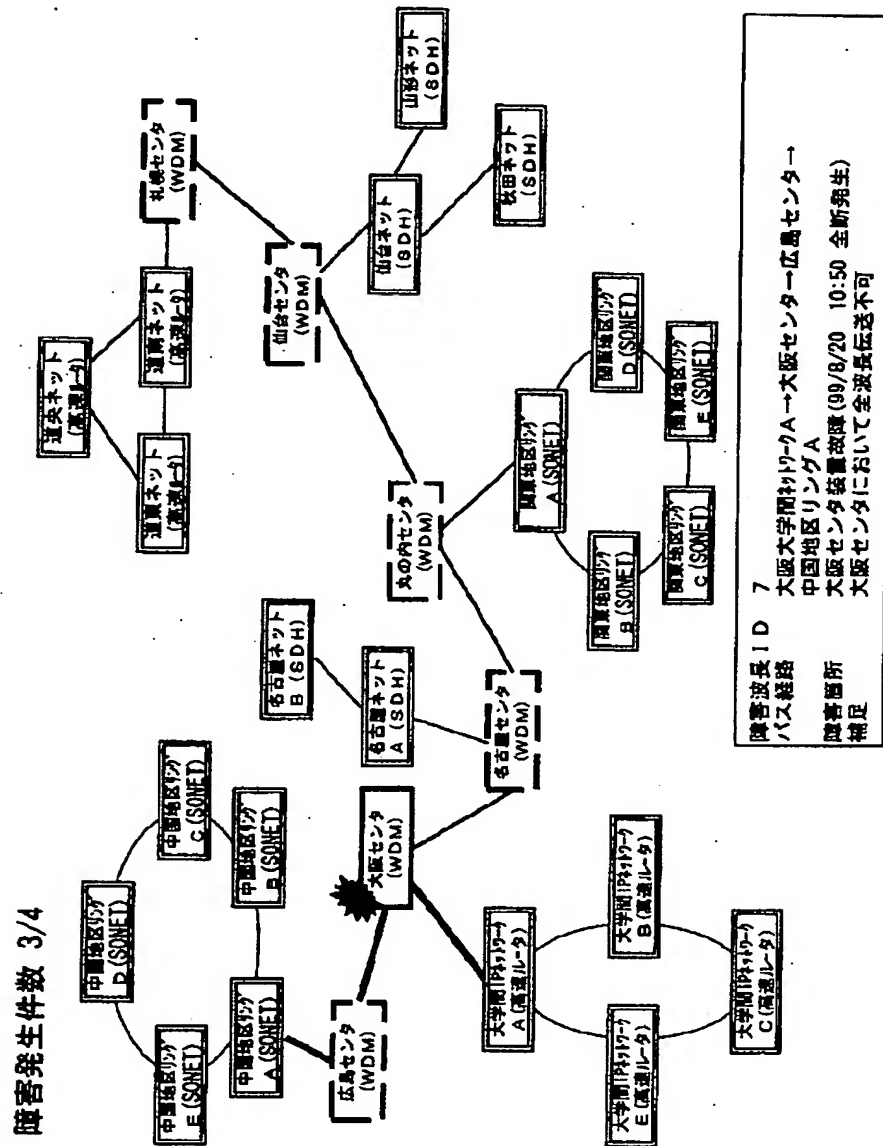 障害発生件数 3/4
中国地区リング
D (SONET)
中国地区リング
E (SONET)
中国地区リング
C (SONET)
中国地区リング
A (SONET)
中国地区リング
B (SONET)
広島センタ
(WDM)
大阪センタ
(WDM)
大学間IPネットワーク
A (高速ルータ)
大学間IPネットワーク
E (高速ルータ)
大学間IPネットワーク
B (高速ルータ)
大学間IPネットワーク
C (高速ルータ)
名古屋ネット
B (SDH)
名古屋ネット
A (SDH)
名古屋センタ
(WDM)
丸の内センタ
(WDM)
関東地区リング
A (SONET)
関東地区リング
B (SONET)
関東地区リング
D (SONET)
関東地区リング
C (SONET)
関東地区リング
E (SONET)
道央ネット
(高速ルータ)
道東ネット
(高速ルータ)
道南ネット
(高速ルータ)
札幌センタ
(WDM)
仙台センタ
(WDM)
仙台ネット
(SDH)
山形ネット
(SDH)
秋田ネット
(SDH)
障害波長ID 7
パス経路 大阪大学間ネットワークA→大阪センタ→広島センタ→
中国地区リングA
障害箇所 大阪センタ装置故障(99/8/20 10:50 全断発生)
補足 大阪センタにおいて全波長伝送不可